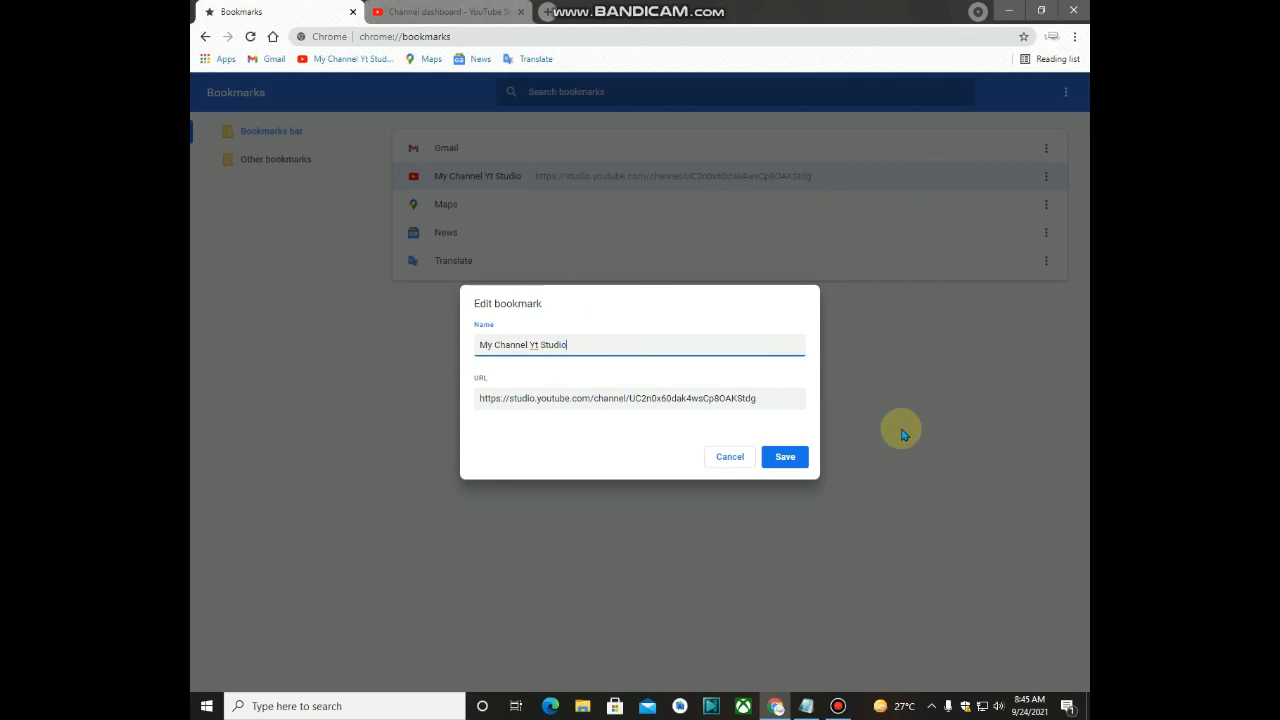 Bookmarks
Channel dashboard - YouTube St
www.BANDICAM.com
Chrome | chrome://bookmarks
Apps
Gmail
My Channel Yt Stud...
Maps
News
Translate
Reading list
Bookmarks
Search bookmarks
Bookmarks bar
Other bookmarks
Gmail
My Channel Yt Studio https://studio.youtube.com/channel/UC2n0x60dak4wsCp8OAKStdg
Maps
News
Translate
Edit bookmark
Name
My Channel Yt Studio
URL
https://studio.youtube.com/channel/UC2n0x60dak4wsCp8OAKStdg
Cancel
Save
Type here to search
27°C
8:45 AM
9/24/2021